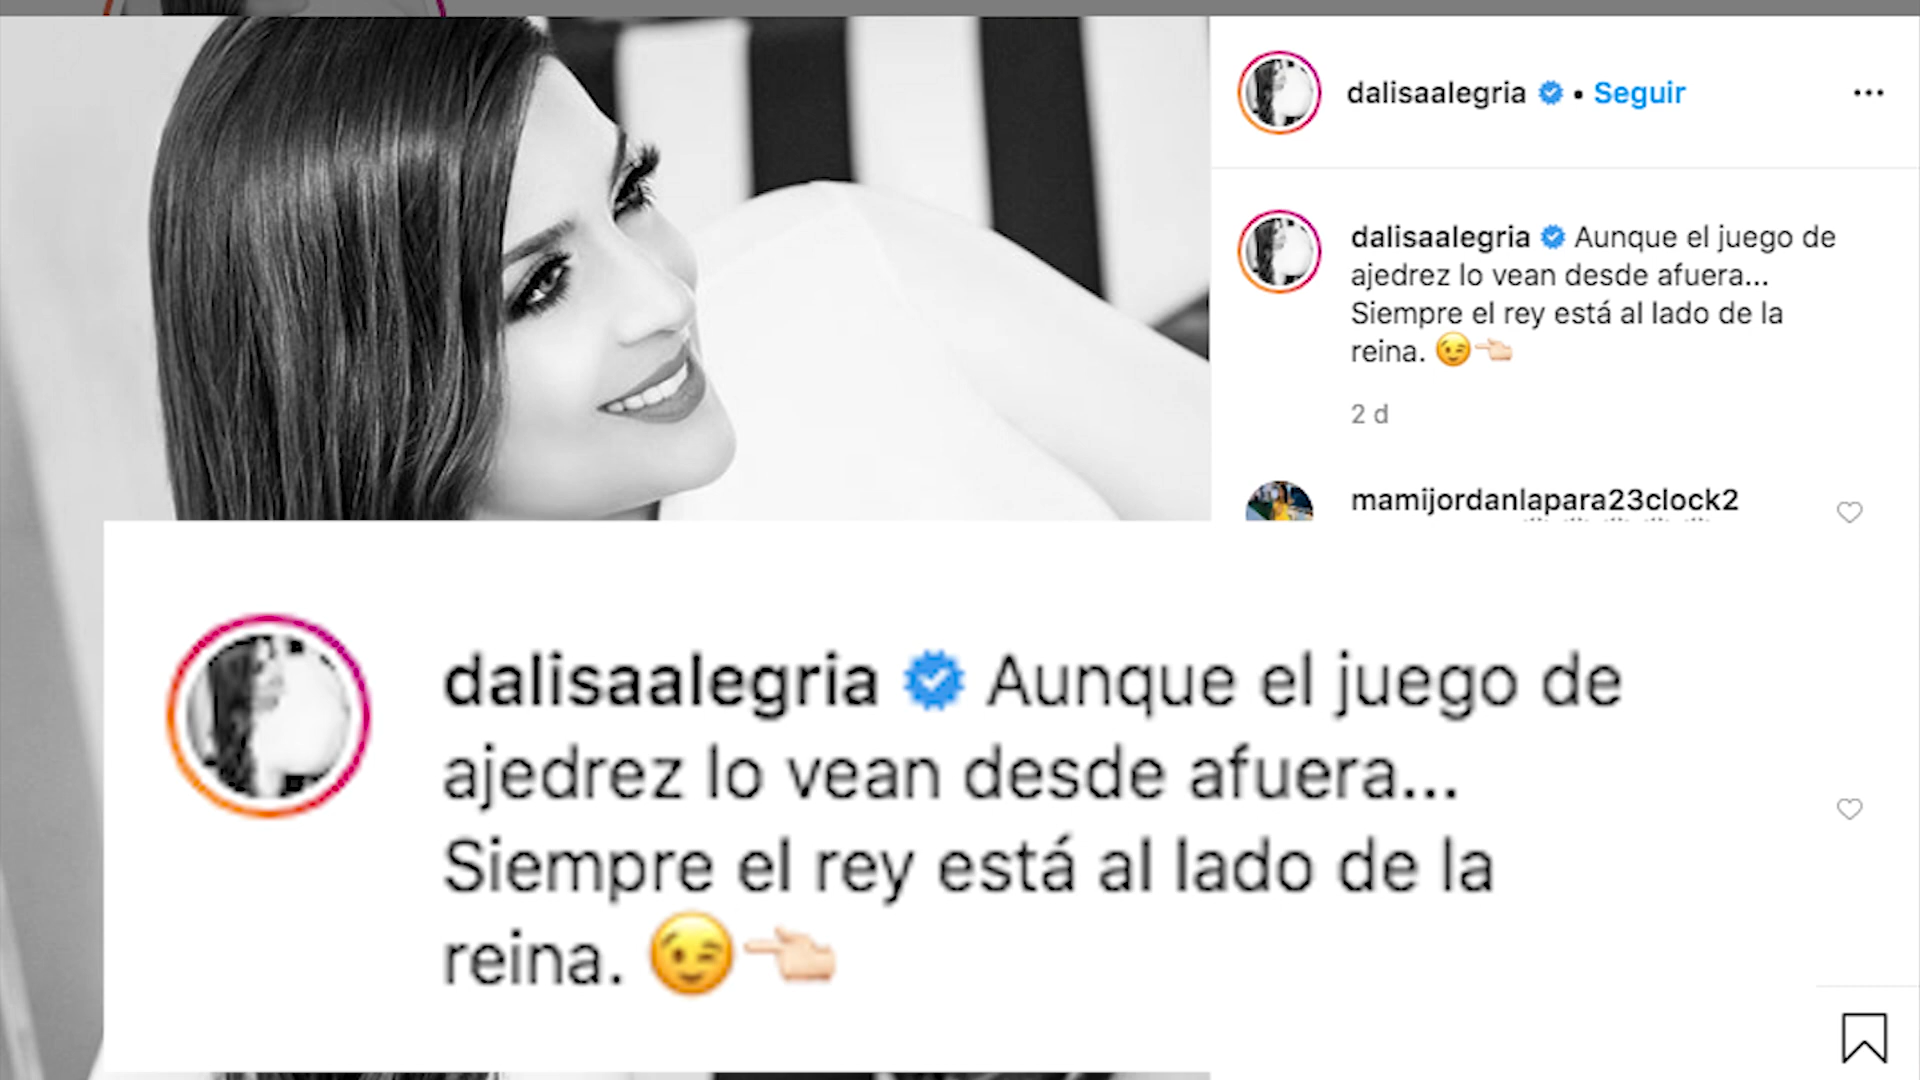 dalisaalegria • Seguir
dalisaalegria Aunque el juego de
ajedrez lo vean desde afuera...
Siempre el rey está al lado de la
reina. 😉👈🏻
2 d
mamijordanlapara23clock2
dalisaalegria Aunque el juego de
ajedrez lo vean desde afuera...
Siempre el rey está al lado de la
reina. 😉👈🏻